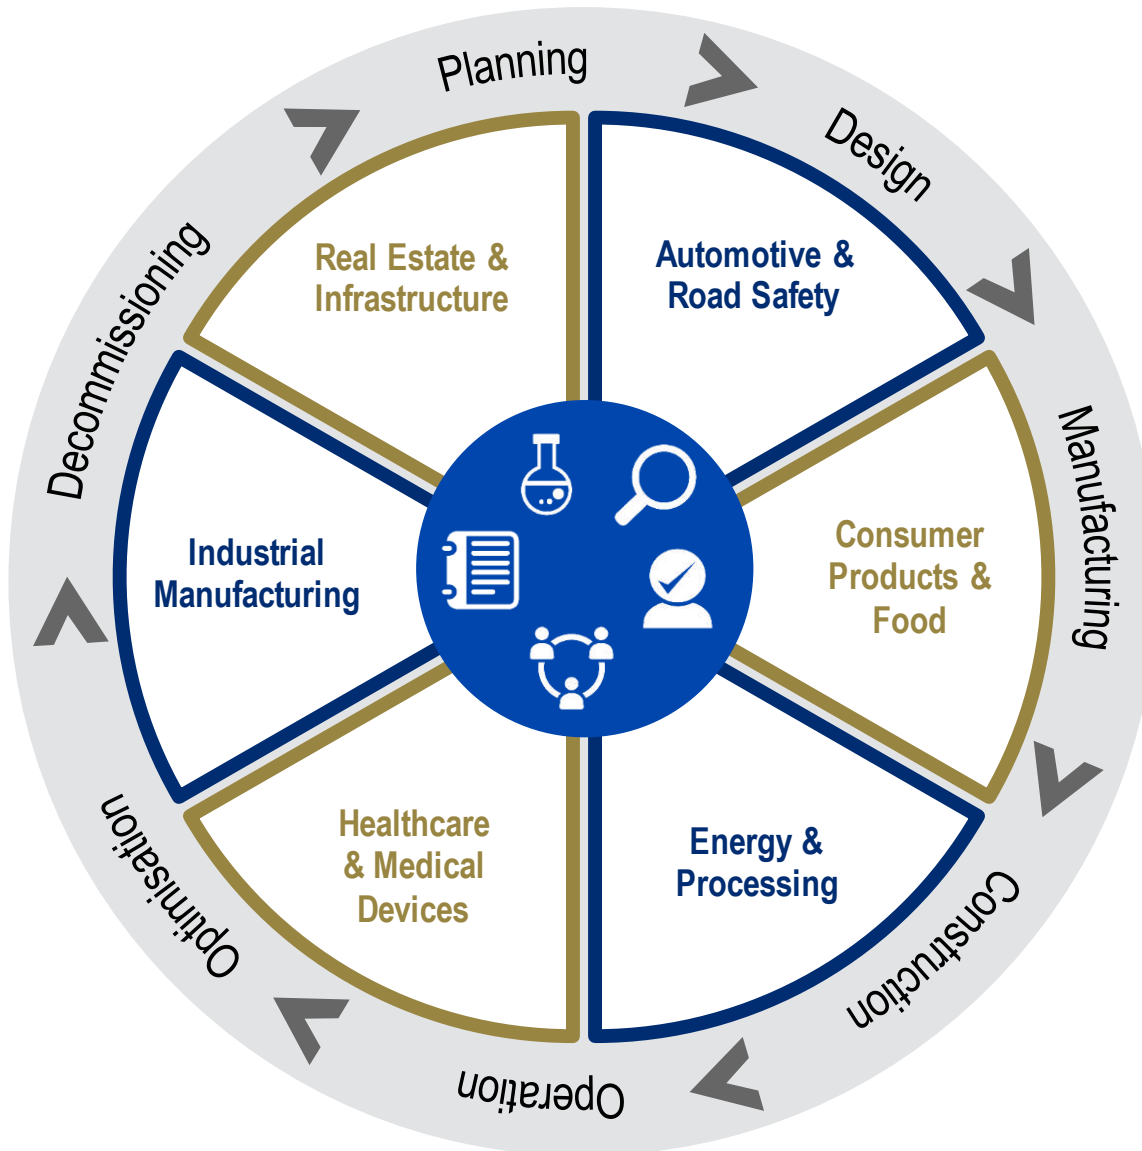 Planning
Design
Manufacturing
Construction
Operation
Optimisation
Decommissioning
Real Estate &
Infrastructure
Automotive &
Road Safety
Consumer
Products &
Food
Energy &
Processing
Healthcare
& Medical
Devices
Industrial
Manufacturing